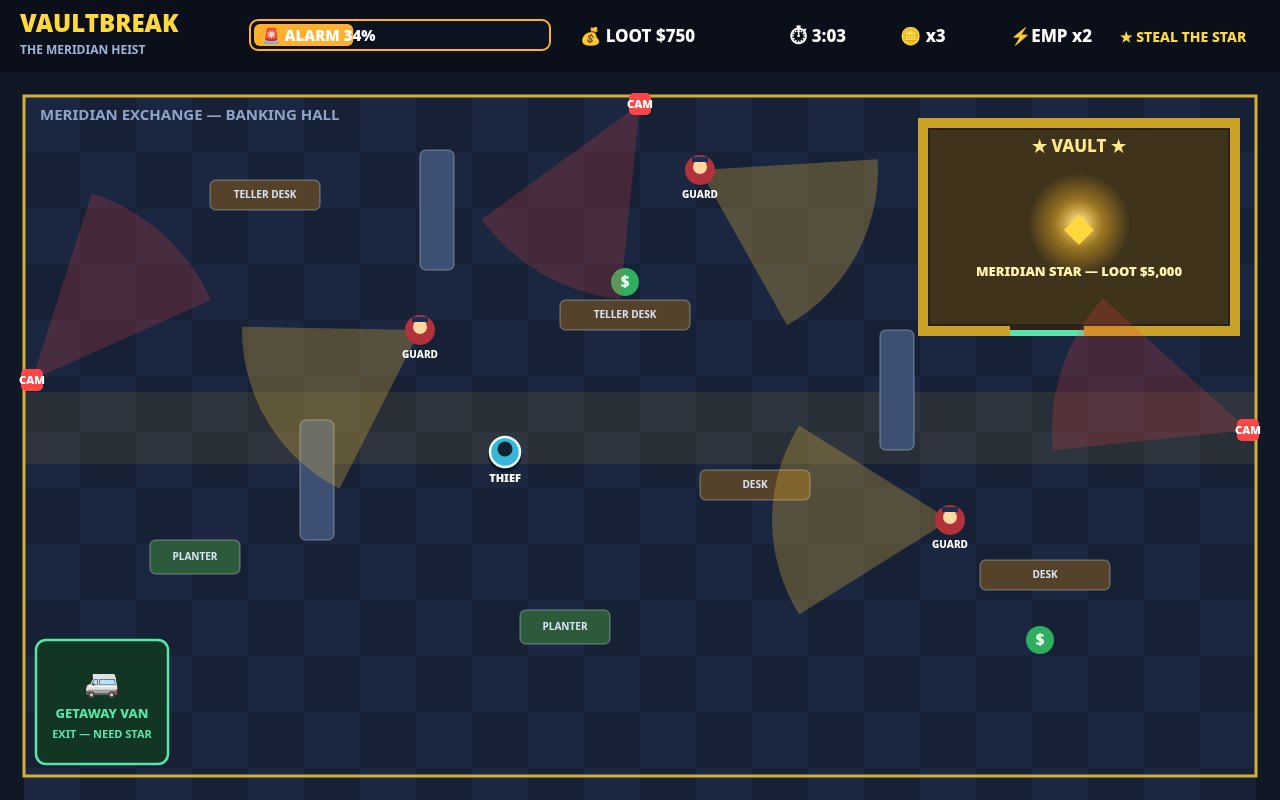 VAULTBREAK
THE MERIDIAN HEIST
ALARM 34%
LOOT $750
3:03
x3
EMP x2
★ STEAL THE STAR
MERIDIAN EXCHANGE — BANKING HALL
CAM
★ VAULT ★
TELLER DESK
GUARD
MERIDIAN STAR — LOOT $5,000
$
TELLER DESK
GUARD
CAM
CAM
THIEF
DESK
GUARD
PLANTER
DESK
PLANTER
$
GETAWAY VAN
EXIT — NEED STAR